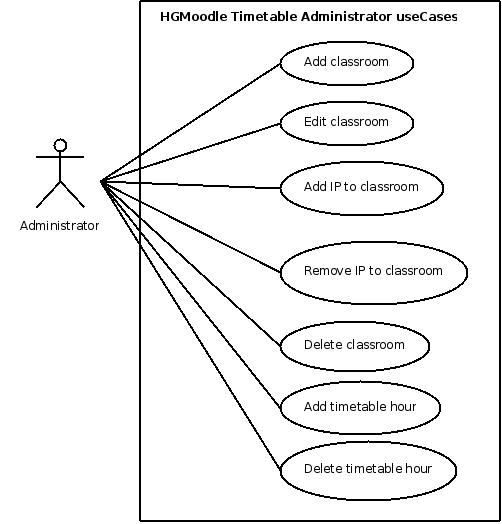 HGMoodle Timetable Administrator useCases
Add classroom
Edit classroom
Add IP to classroom
Administrator
Remove IP to classroom
Delete classroom
Add timetable hour
Delete timetable hour